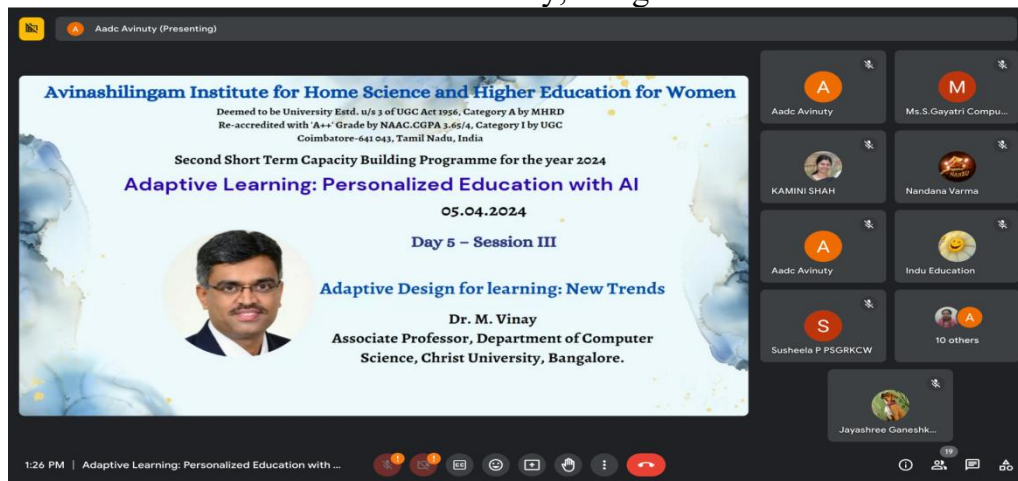 Aadc Avinuty (Presenting)
Avinashilingam Institute for Home Science and Higher Education for Women
Deemed to be University Estd. u/s 3 of UGC Act 1956, Category A by MHRD
Re-accredited with 'A++' Grade by NAAC.CGPA 3.65/4, Category I by UGC
Coimbatore-641 043, Tamil Nadu, India
Second Short Term Capacity Building Programme for the year 2024
Adaptive Learning: Personalized Education with AI
05.04.2024
Day 5 – Session III
Adaptive Design for learning: New Trends
Dr. M. Vinay
Associate Professor, Department of Computer
Science, Christ University, Bangalore.
A
Aadc Avinuty
M
Ms.S.Gayatri Compu...
KAMINI SHAH
Nandana Varma
A
Aadc Avinuty
Indu Education
S
Susheela P PSGRKCW
A
10 others
Jayashree Ganeshk...
1:26 PM | Adaptive Learning: Personalized Education with ...
19